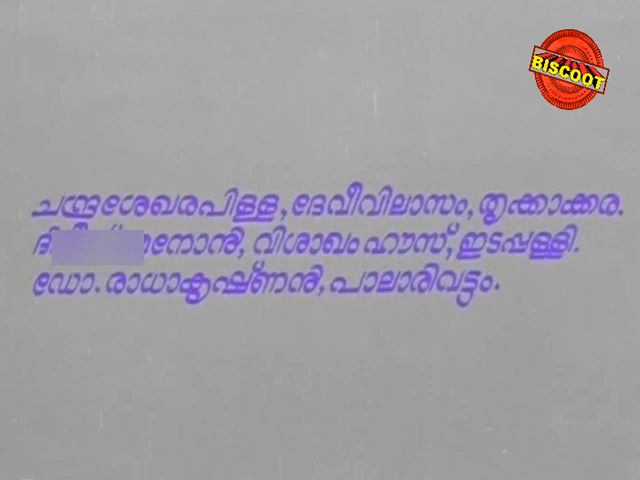 BISCOOT
ചന്ദ്രശേഖരപിള്ള, ദേവീവിലാസം, തൃക്കാക്കര.
വിശാഖം ഹൗസ്, ഇടപ്പള്ളി.
ഡോ. രാധാകൃഷ്ണൻ, പാലാരിവട്ടം.